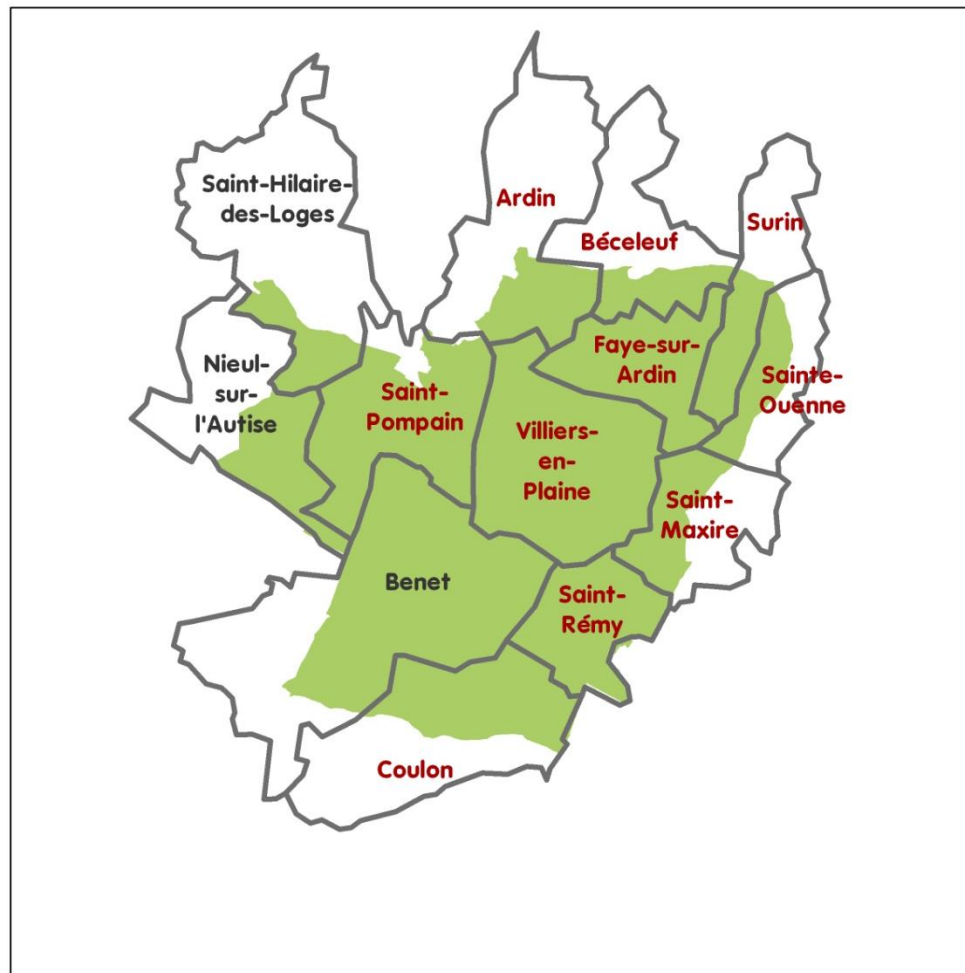 Saint-Hilaire-
des-Loges
Ardin
Surin
Béceleuf
Nieul-
sur-
l'Autise
Saint-
Pompain
Faye-sur-
Ardin
Sainte-
Ouenne
Villiers-
en-
Plaine
Saint-
Maxire
Benet
Saint-
Rémy
Coulon